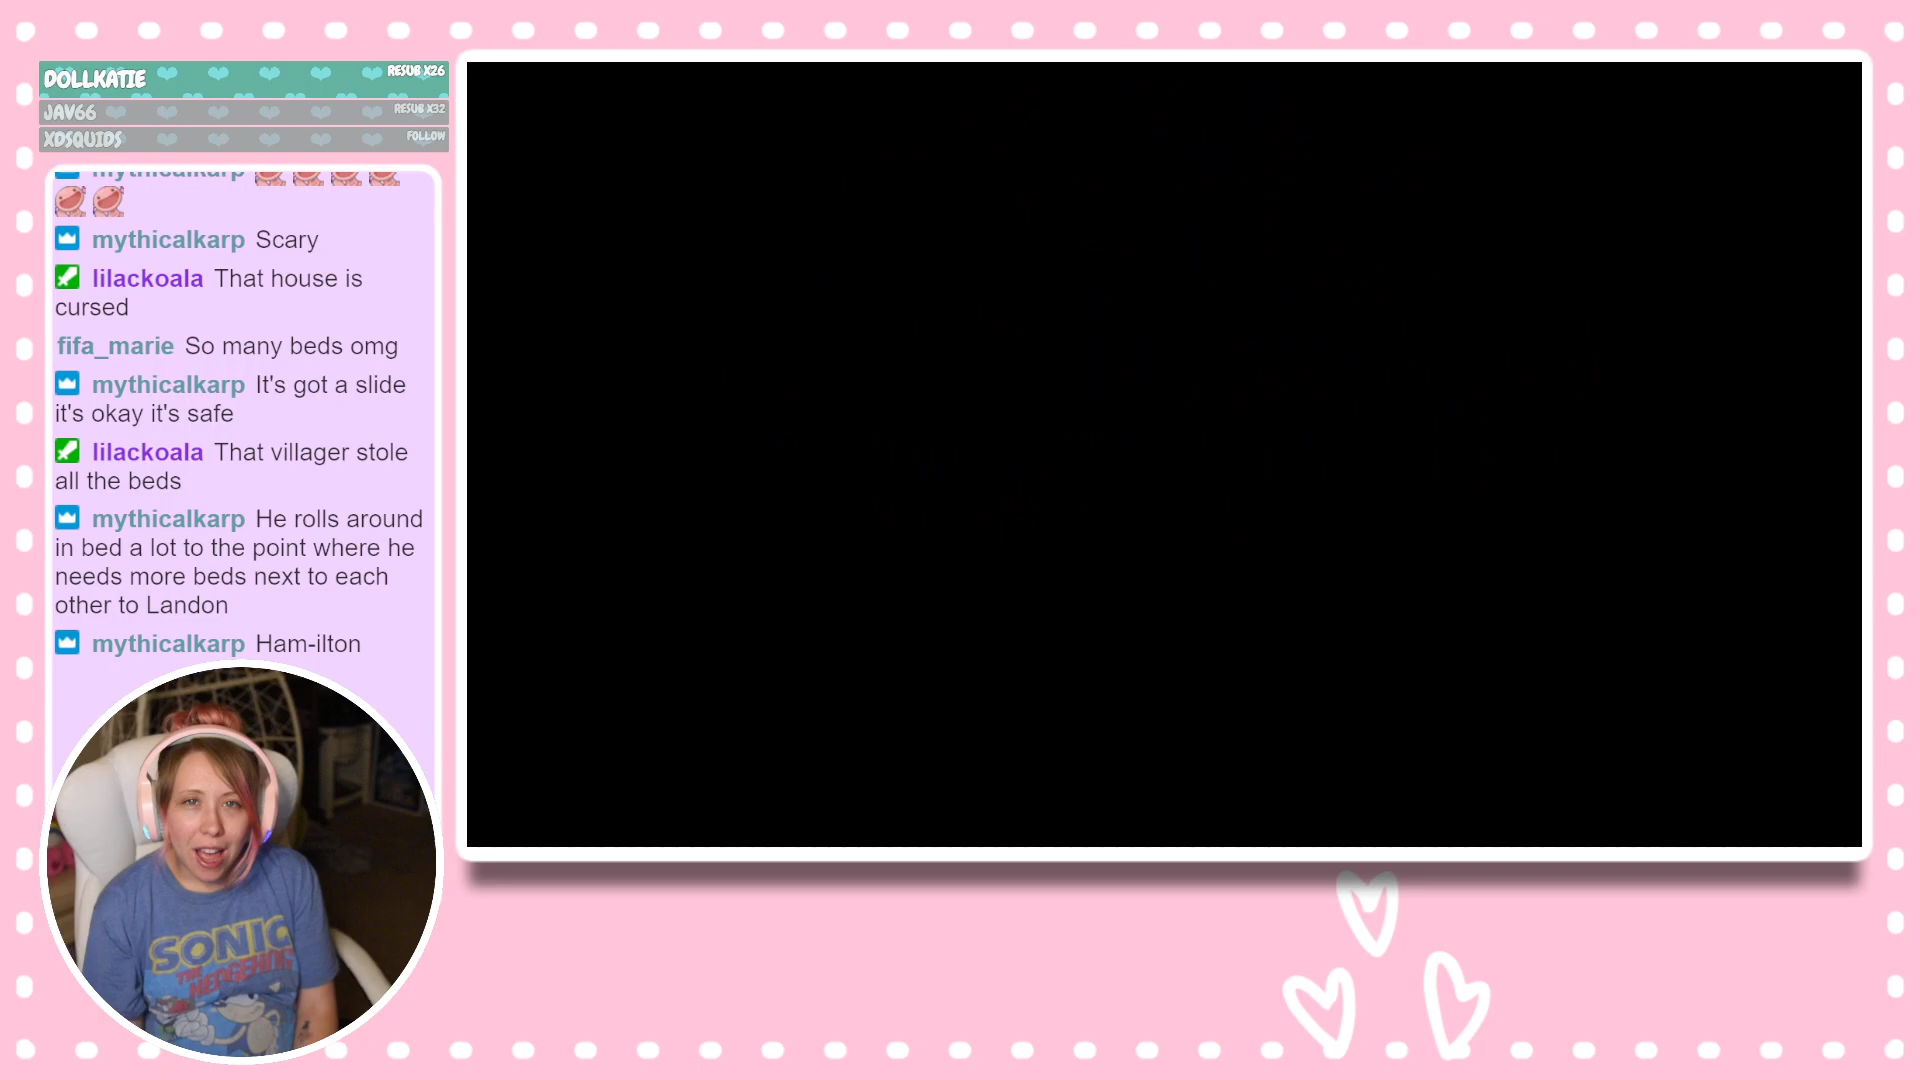 DOLLKATIE RESUB X26
JAV66 RESUB X32
XDSQUIDS FOLLOW
mythicalkarp
mythicalkarp Scary
lilackoala That house is
cursed
fifa_marie So many beds omg
mythicalkarp It's got a slide
it's okay it's safe
lilackoala That villager stole
all the beds
mythicalkarp He rolls around
in bed a lot to the point where he
needs more beds next to each
other to Landon
mythicalkarp Ham-ilton
SONIC
THE
HEDGEHOG